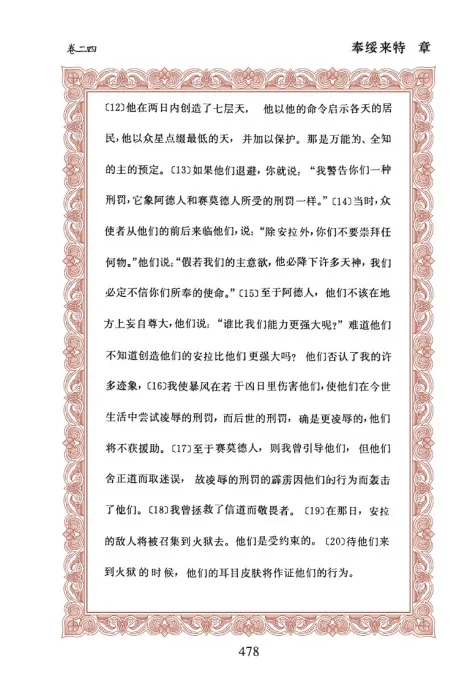 卷二四
奉绥来特 章
〔12〕他在两日内创造了七层天, 他以他的命令启示各天的居
民,他以众星点缀最低的天, 并加以保护。那是万能的、全知
的主的预定。〔13〕如果他们退避, 你就说: “我警告你们一种
刑罚,它象阿德人和赛莫德人所受的刑罚一样。”〔14〕当时, 众
使者从他们的前后来临他们,说: “除安拉外,你们不要崇拜任
何物。”他们说: “假若我们的主意欲, 他必降下许多天神, 我们
必定不信你们所奉的使命。”〔15〕至于阿德人, 他们不该在地
方上妄自尊大,他们说: “谁比我们能力更强大呢?” 难道他们
不知道创造他们的安拉比他们更强大吗? 他们否认了我的许
多迹象,〔16〕我使暴风在若干凶日里伤害他们,使他们在今世
生活中尝试凌辱的刑罚,而后世的刑罚, 确是更凌辱的,他们
将不获援助。〔17〕至于赛莫德人, 则我曾引导他们, 但他们
舍正道而取迷误, 故凌辱的刑罚的霹雳因他们的行为而轰击
了他们。〔18〕我曾拯救了信道而敬畏者。〔19〕在那日, 安拉
的敌人将被召集到火狱去。他们是受约束的。〔20〕待他们来
到火狱的时候, 他们的耳目皮肤将作证他们的行为。
478